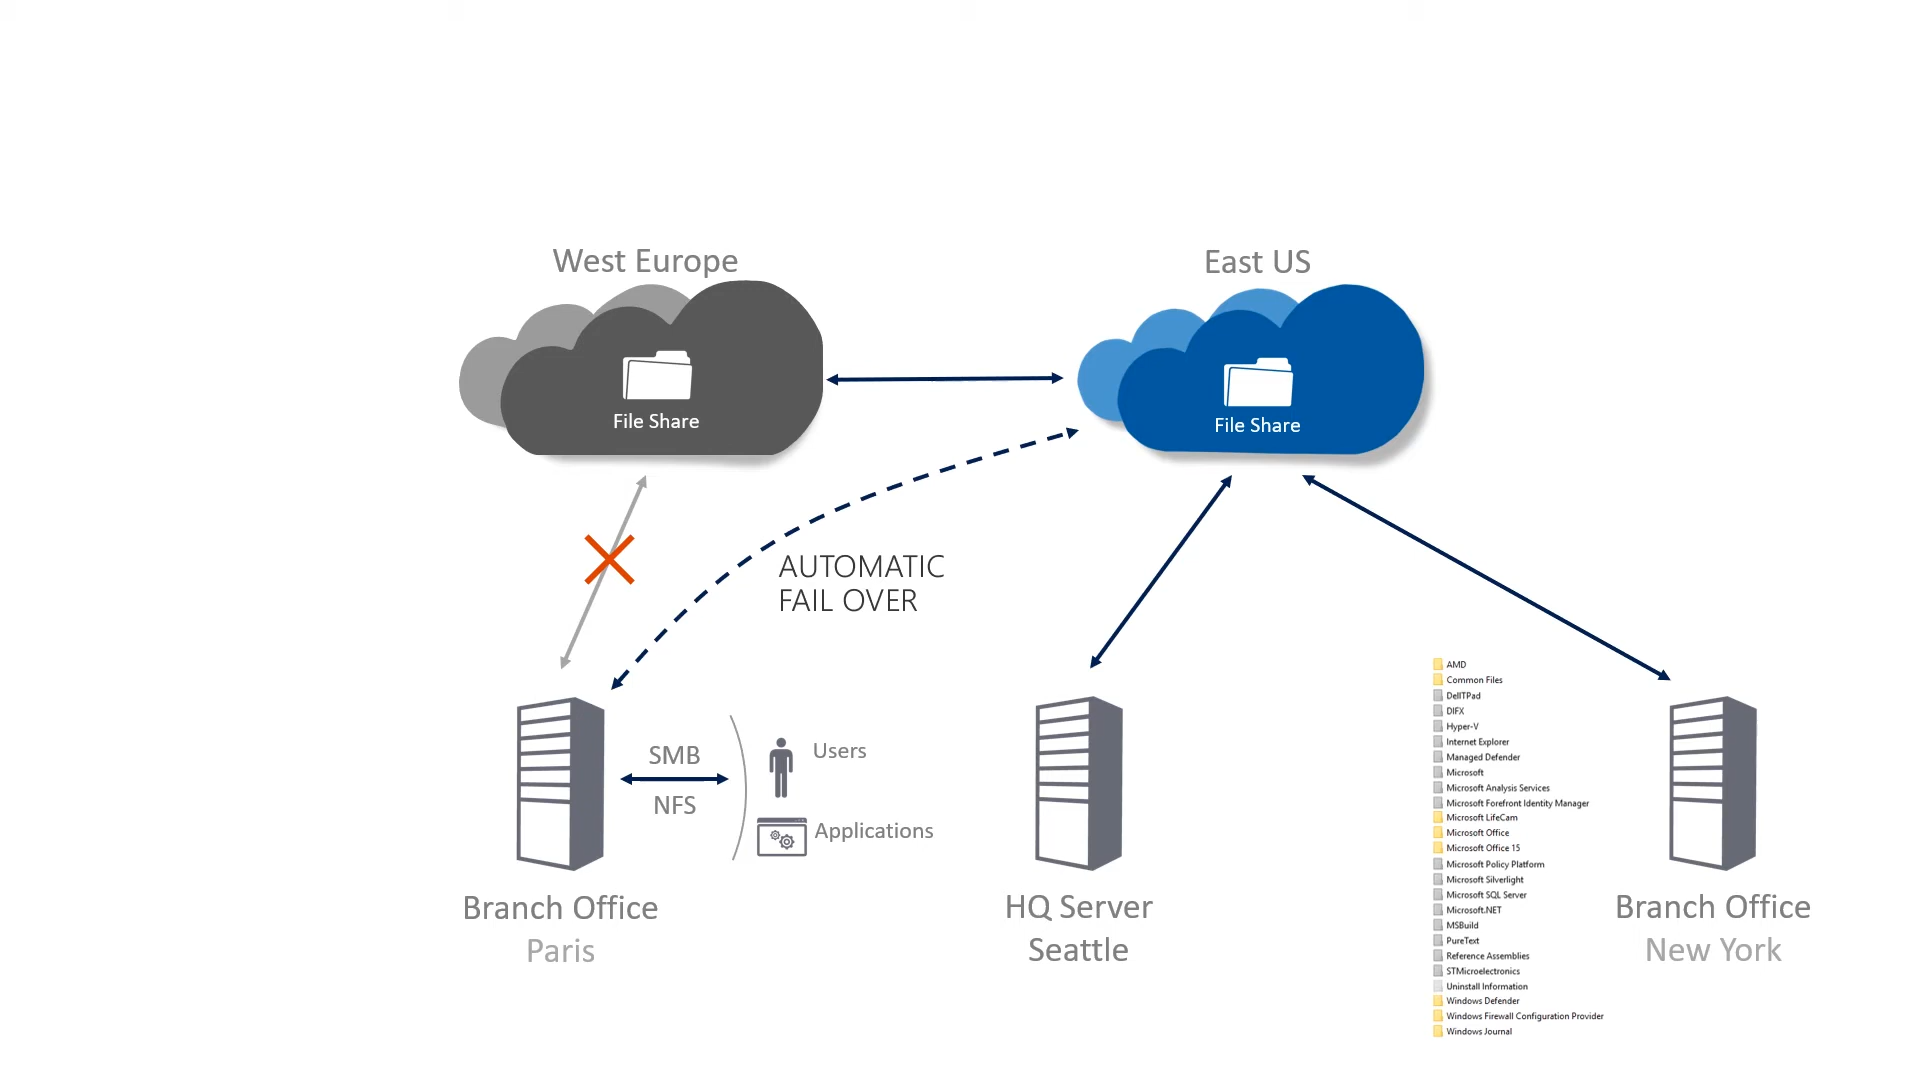 West Europe
East US
File Share
File Share
AUTOMATIC
FAIL OVER
SMB
NFS
Users
Applications
AMD
Common Files
DellTPad
DIFX
Hyper-V
Internet Explorer
Managed Defender
Microsoft
Microsoft Analysis Services
Microsoft Forefront Identity Manager
Microsoft LifeCam
Microsoft Office
Microsoft Office 15
Microsoft Policy Platform
Microsoft Silverlight
Microsoft SQL Server
Microsoft.NET
MSBuild
PureText
Reference Assemblies
STMicroelectronics
Uninstall Information
Windows Defender
Windows Firewall Configuration Provider
Windows Journal
Branch Office
Paris
HQ Server
Seattle
Branch Office
New York